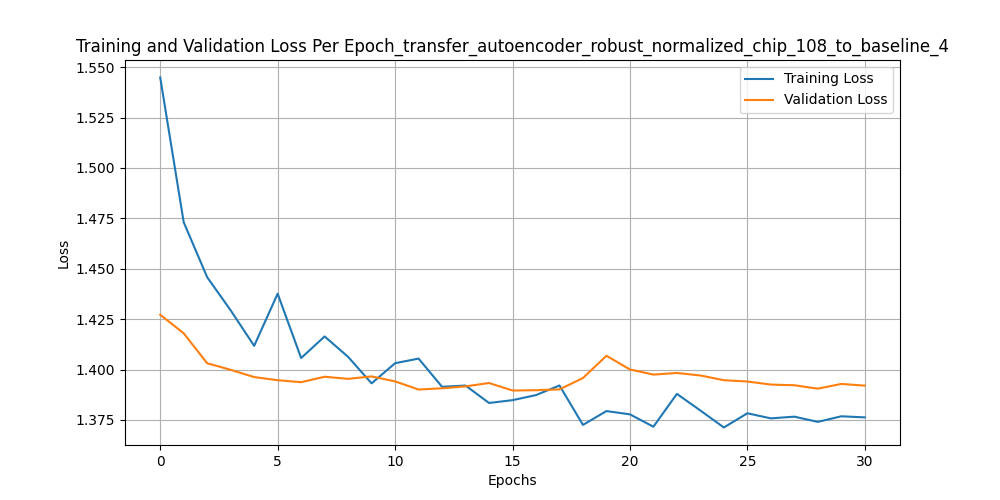 Training and Validation Loss Per Epoch_transfer_autoencoder_robust_normalized_chip_108_to_baseline_4
Training Loss
Validation Loss
1.550
1.525
1.500
1.475
1.450
1.425
1.400
1.375
Loss
0 5 10 15 20 25 30
Epochs